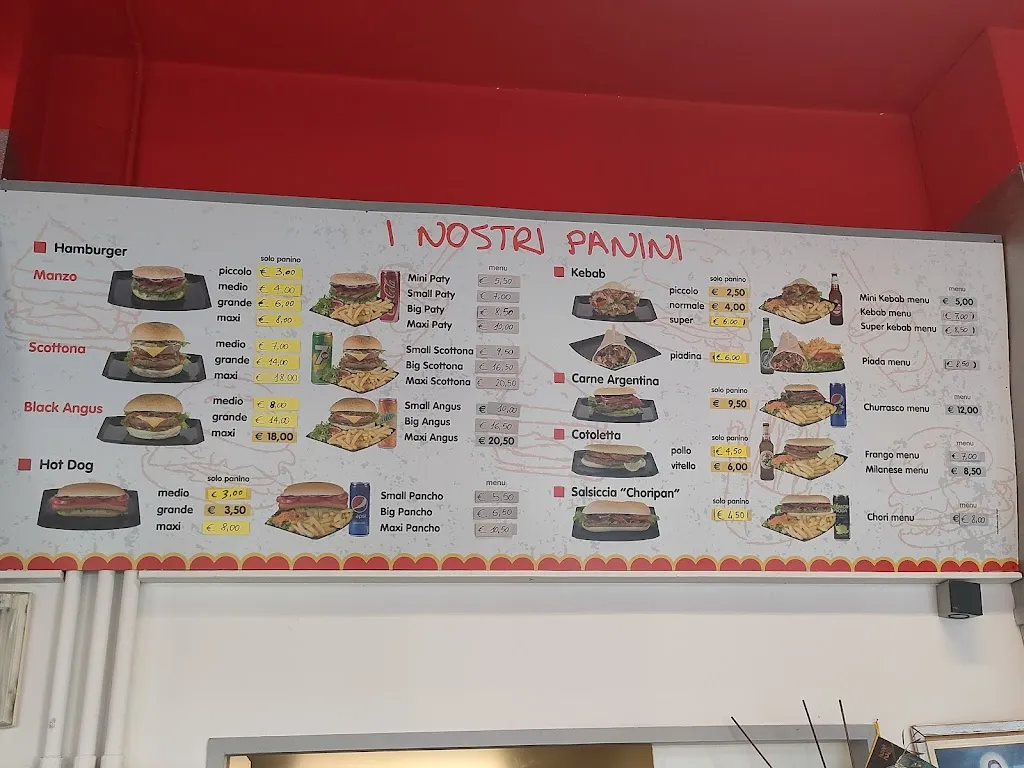 I NOSTRI PANINI
Hamburger
solo panino
menu
Manzo
piccolo € 3,00
Mini Paty € 5,50
medio € 4,00
Small Paty € 7,00
grande € 6,00
Big Paty € 8,50
maxi € 8,00
Maxi Paty € 10,00
Scottona
medio € 7,00
Small Scottona € 9,50
grande € 14,00
Big Scottona € 16,50
maxi € 18,00
Maxi Scottona € 20,50
Black Angus
medio € 8,00
Small Angus € 10,00
grande € 14,00
Big Angus € 16,50
maxi € 18,00
Maxi Angus € 20,50
Hot Dog
solo panino
menu
medio € 3,00
Small Pancho € 5,50
grande € 3,50
Big Pancho € 6,50
maxi € 8,00
Maxi Pancho € 10,50
Kebab
solo panino
menu
piccolo € 2,50
Mini Kebab menu € 5,00
normale € 4,00
Kebab menu € 7,00
super € 6,00
Super kebab menu € 8,50
piadina € 6,00
Piada menu € 8,50
Carne Argentina
solo panino
menu
€ 9,50
Churrasco menu € 12,00
Cotoletta
solo panino
menu
pollo € 4,50
Frango menu € 7,00
vitello € 6,00
Milanese menu € 8,50
Salsiccia "Choripan"
solo panino
menu
€ 4,50
Chori menu € € 8,00
pepsi